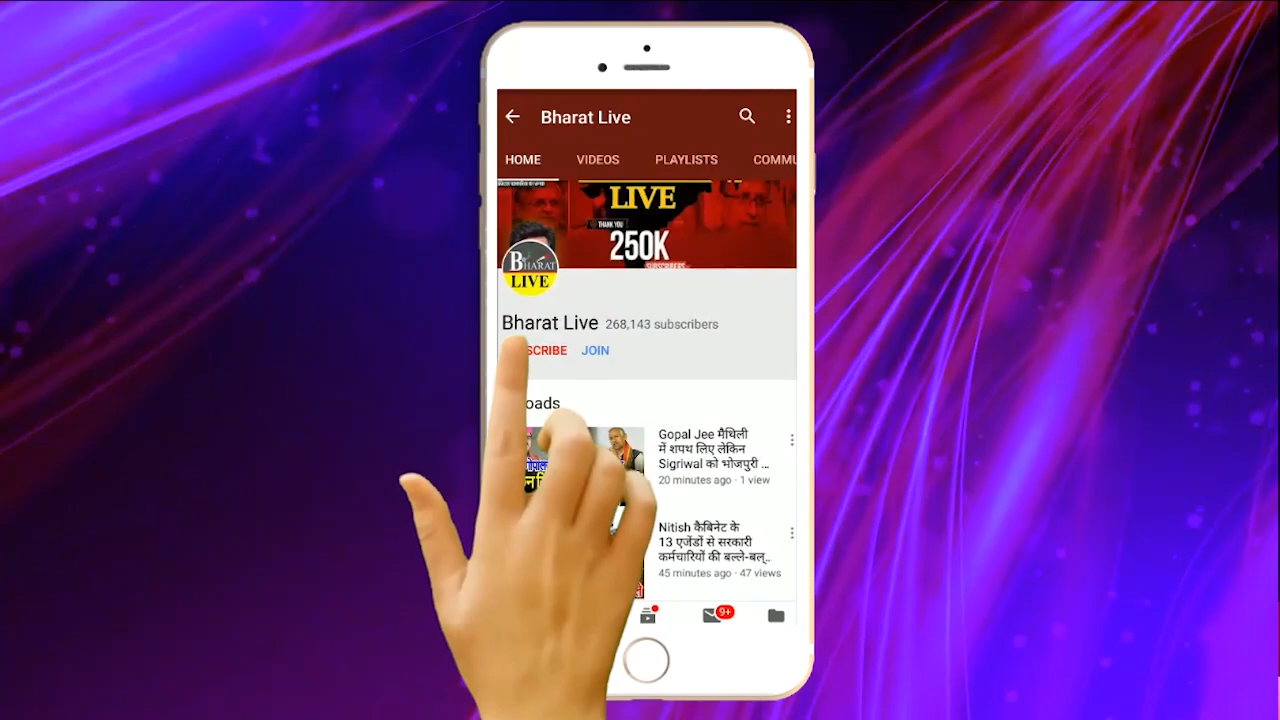 Bharat Live
HOME VIDEOS PLAYLISTS COMMU
LIVE
THANK YOU
250K
SUBSCRIBERS
BHARAT
LIVE
Bharat Live 268,143 subscribers
SCRIBE JOIN
oads
Gopal Jee मैथिली
में शपथ लिए लेकिन
Sigriwal को भोजपुरी ...
20 minutes ago · 1 view
Nitish कैबिनेट के
13 एजेंडों से सरकारी
कर्मचारियों की बल्ले-बल्...
45 minutes ago · 47 views
9+